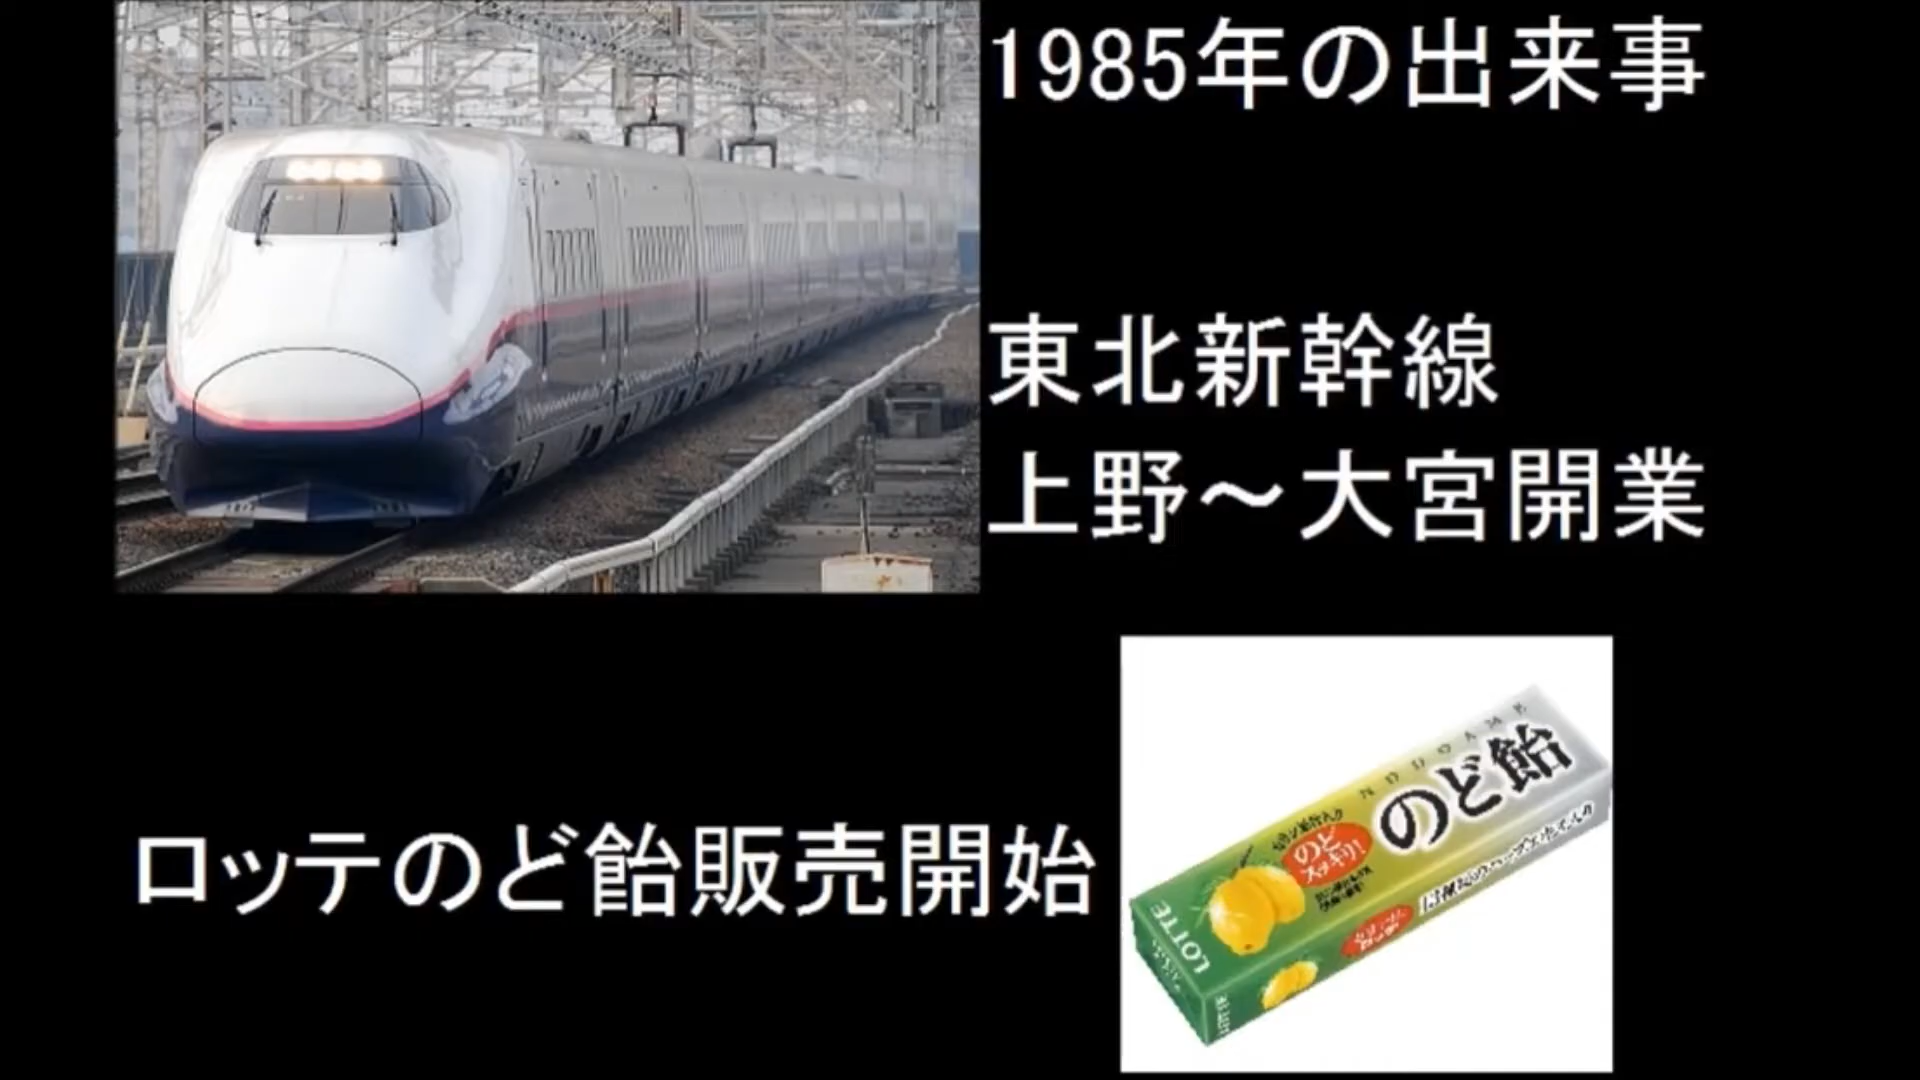 1985年の出来事
東北新幹線
上野～大宮開業
ロッテのど飴販売開始
NODOAME
のど飴
のど
スッキリ!
LOTTE